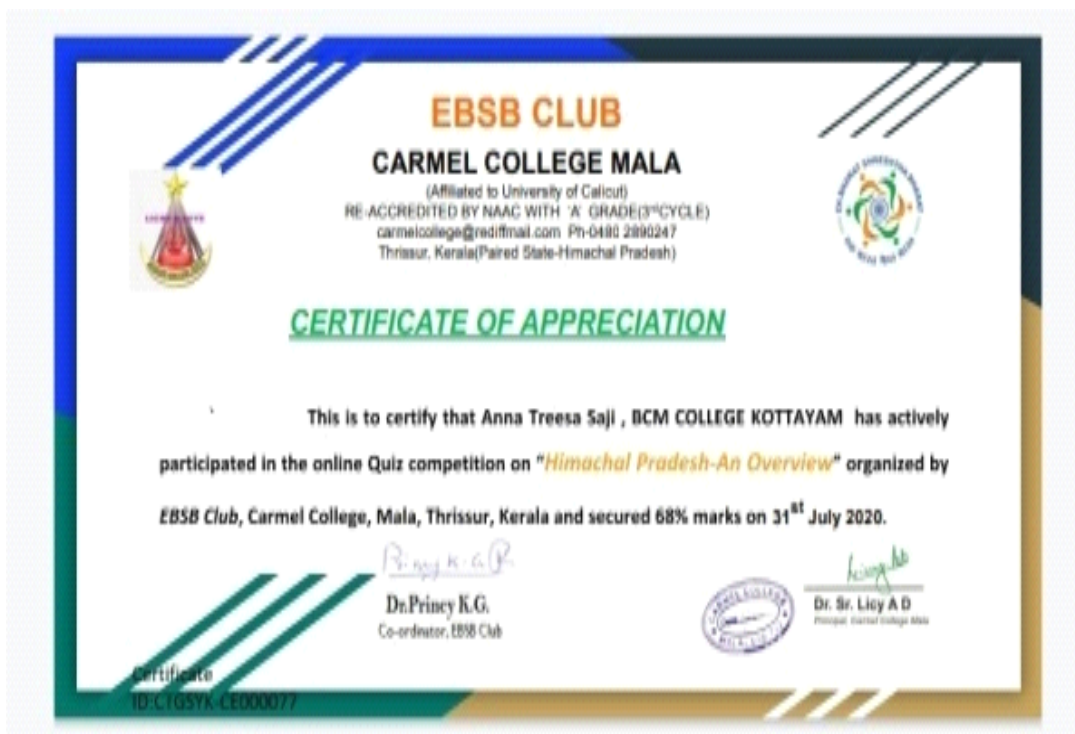 EBSB CLUB
CARMEL COLLEGE MALA
(Affiliated to University of Calicut)
RE-ACCREDITED BY NAAC WITH 'A' GRADE(3rdCYCLE)
carmelcollege@rediffmail.com Ph-0480 2890247
Thrissur, Kerala(Paired State-Himachal Pradesh)
CERTIFICATE OF APPRECIATION
This is to certify that Anna Treesa Saji , BCM COLLEGE KOTTAYAM has actively
participated in the online Quiz competition on "Himachal Pradesh-An Overview" organized by
EBSB Club, Carmel College, Mala, Thrissur, Kerala and secured 68% marks on 31st July 2020.
Dr.Princy K.G.
Co-ordinator, EBSB Club
CARMEL COLLEGE
Dr. Sr. Licy A D
Principal, Carmel College Mala
Certificate
ID:CTGSYK-CE000077